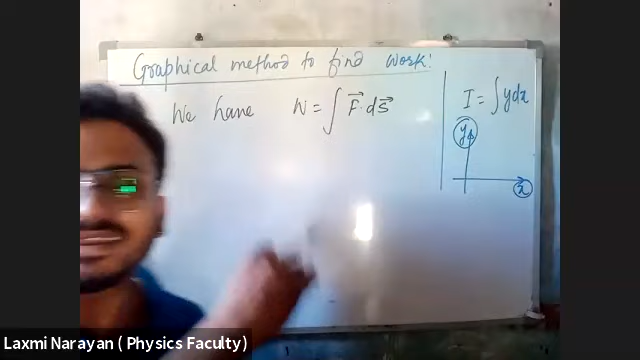 Graphical method to find work:
We have W = ∫ F⃗·dS⃗
I = ∫ydx
y
x
Laxmi Narayan ( Physics Faculty)